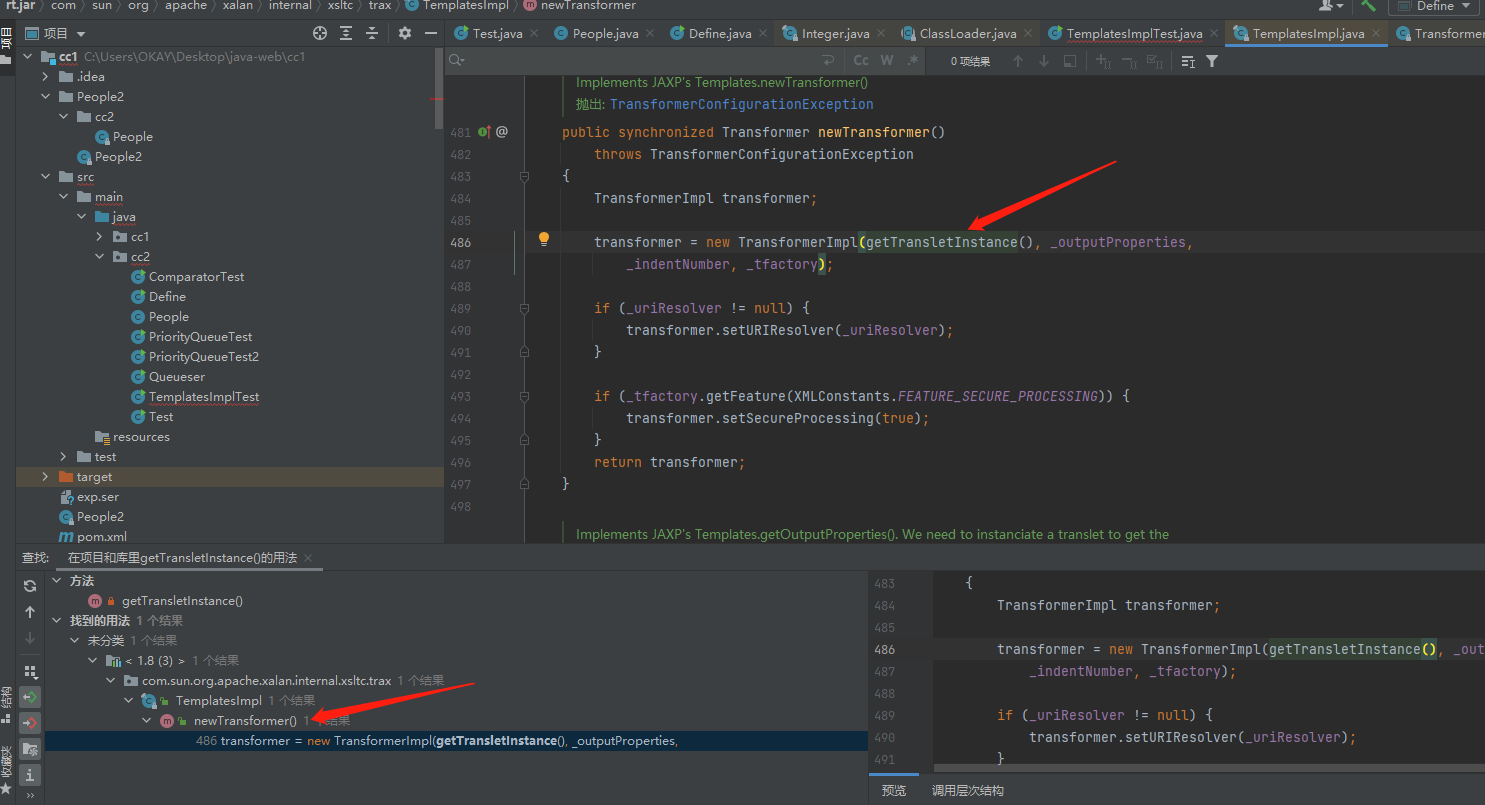 rt.jar › com › sun › org › apache › xalan › internal › xsltc › trax › TemplatesImpl › newTransformer
Define
项目
项目
Test.java
People.java
Define.java
Integer.java
ClassLoader.java
TemplatesImplTest.java
TemplatesImpl.java
Transformer
cc1 C:\Users\OKAY\Desktop\java-web\cc1
.idea
People2
cc2
People
People2
src
main
java
cc1
cc2
ComparatorTest
Define
People
PriorityQueueTest
PriorityQueueTest2
Queueser
TemplatesImplTest
Test
resources
test
target
exp.ser
People2
pom.xml
Cc W .* 0 项结果
Implements JAXP's Templates.newTransformer()
抛出: TransformerConfigurationException
481 @ public synchronized Transformer newTransformer()
482 throws TransformerConfigurationException
483 {
484 TransformerImpl transformer;
485
486 transformer = new TransformerImpl(getTransletInstance(), _outputProperties,
487 _indentNumber, _tfactory);
488
489 if (_uriResolver != null) {
490 transformer.setURIResolver(_uriResolver);
491 }
492
493 if (_tfactory.getFeature(XMLConstants.FEATURE_SECURE_PROCESSING)) {
494 transformer.setSecureProcessing(true);
495 }
496 return transformer;
497 }
498
Implements JAXP's Templates.getOutputProperties(). We need to instanciate a translet to get the
查找: 在项目和库里getTransletInstance()的用法
方法
getTransletInstance()
找到的用法 1 个结果
未分类 1 个结果
< 1.8 (3) > 1 个结果
com.sun.org.apache.xalan.internal.xsltc.trax 1 个结果
TemplatesImpl 1 个结果
newTransformer() 1 个结果
486 transformer = new TransformerImpl(getTransletInstance(), _outputProperties,
结构
收藏夹
483 {
484 TransformerImpl transformer;
485
486 transformer = new TransformerImpl(getTransletInstance(), _out
487 _indentNumber, _tfactory);
488
489 if (_uriResolver != null) {
490 transformer.setURIResolver(_uriResolver);
491 }
预览 调用层次结构